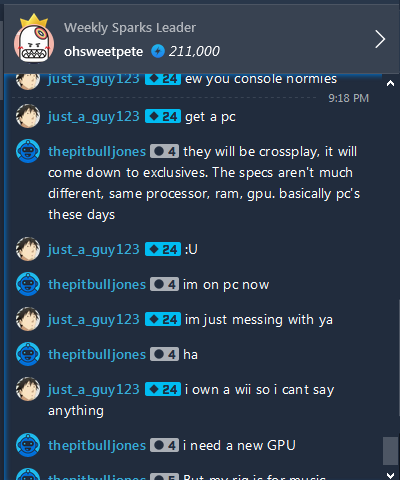 Weekly Sparks Leader
ohsweetpete 211,000
just_a_guy123 24 ew you console normies
9:18 PM
just_a_guy123 24 get a pc
thepitbulljones 4 they will be crossplay, it will
come down to exclusives. The specs aren't much
different, same processor, ram, gpu. basically pc's
these days
just_a_guy123 24 :U
thepitbulljones 4 im on pc now
just_a_guy123 24 im just messing with ya
thepitbulljones 4 ha
just_a_guy123 24 i own a wii so i cant say
anything
thepitbulljones 4 i need a new GPU
thepitbulljones 5 But my rig is for music